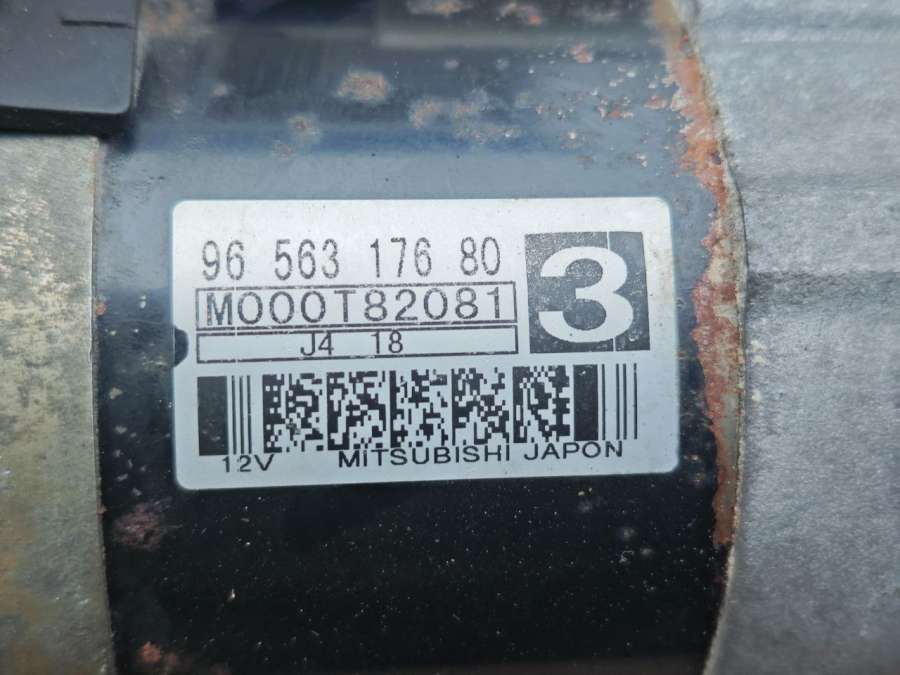 96 563 176 80
3
M000T82081
J4 18
12V MITSUBISHI JAPON